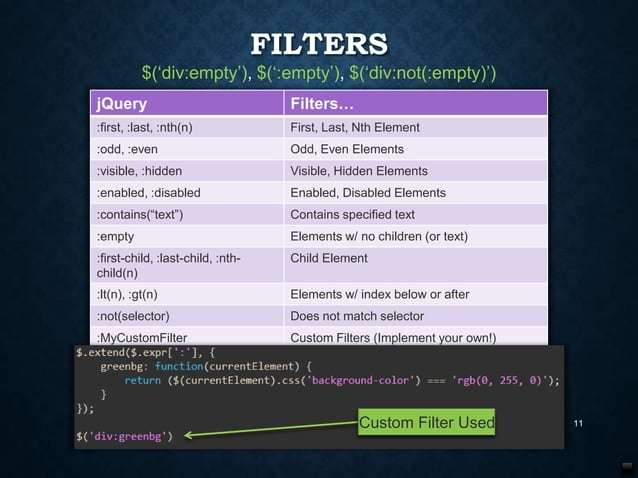 FILTERS
$(‘div:empty’), $(‘:empty’), $(‘div:not(:empty)’)
jQuery Filters…
:first, :last, :nth(n) First, Last, Nth Element
:odd, :even Odd, Even Elements
:visible, :hidden Visible, Hidden Elements
:enabled, :disabled Enabled, Disabled Elements
:contains(“text”) Contains specified text
:empty Elements w/ no children (or text)
:first-child, :last-child, :nth- Child Element
child(n)
:lt(n), :gt(n) Elements w/ index below or after
:not(selector) Does not match selector
:MyCustomFilter Custom Filters (Implement your own!)
$.extend($.expr[':'], {
greenbg: function(currentElement) {
return ($(currentElement).css('background-color') === 'rgb(0, 255, 0)');
}
});
$('div:greenbg')
Custom Filter Used
11